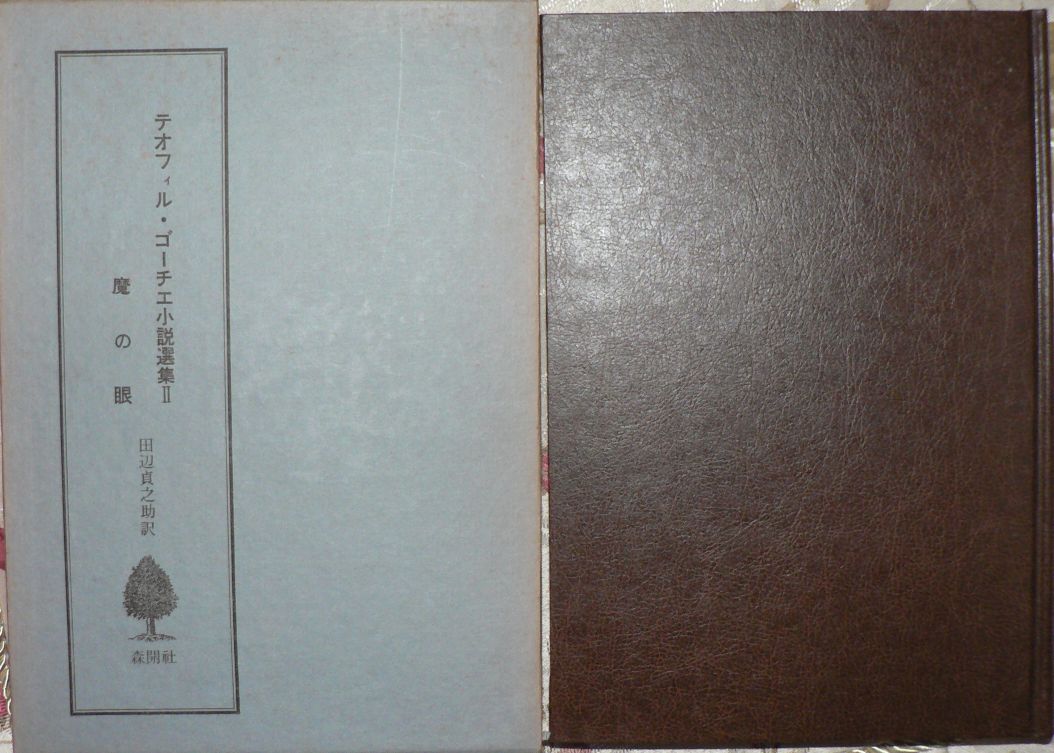 テオフィル・ゴーチエ小説選集Ⅱ
魔の眼
田辺貞之助訳
森開社